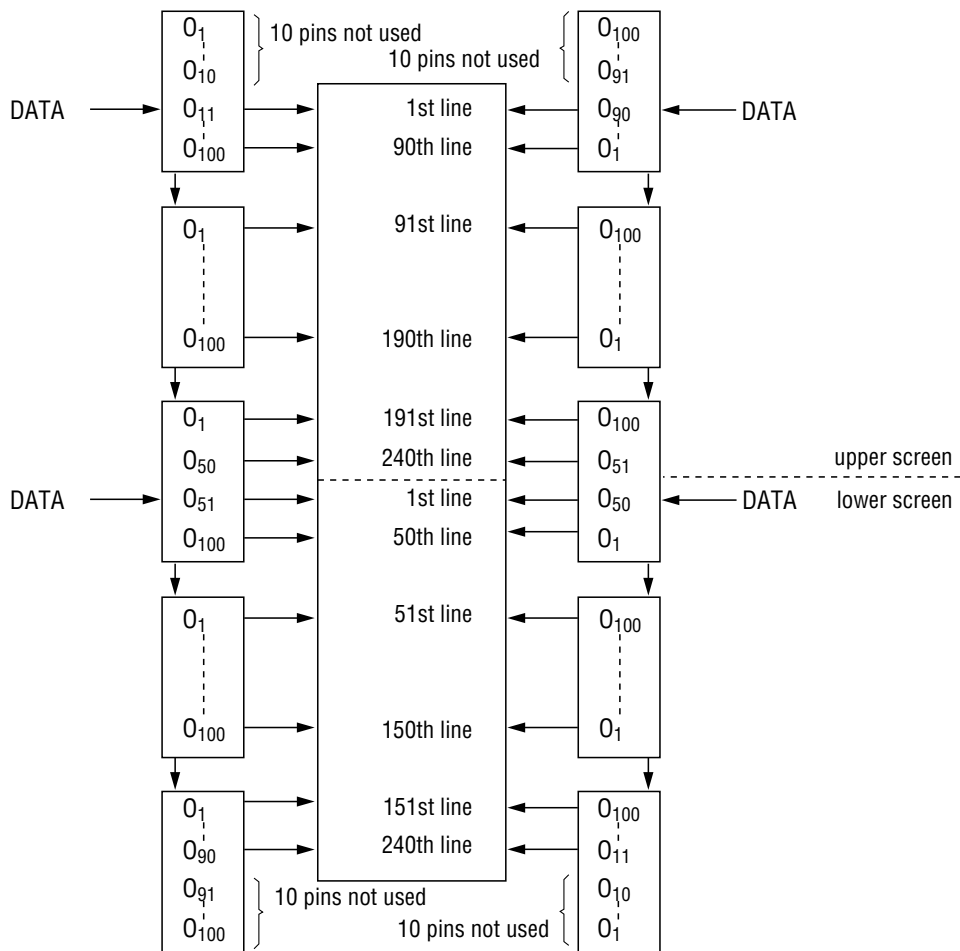 O1 10 pins not used O100
O10 10 pins not used O91
DATA O11 1st line O90 DATA
O100 90th line O1
O1 91st line O100
O100 190th line O1
O1 191st line O100
O50 240th line O51 upper screen
DATA O51 1st line O50 DATA lower screen
O100 50th line O1
O1 51st line O100
O100 150th line O1
O1 151st line O100
O90 240th line O11
O91 10 pins not used O10
O100 10 pins not used O1